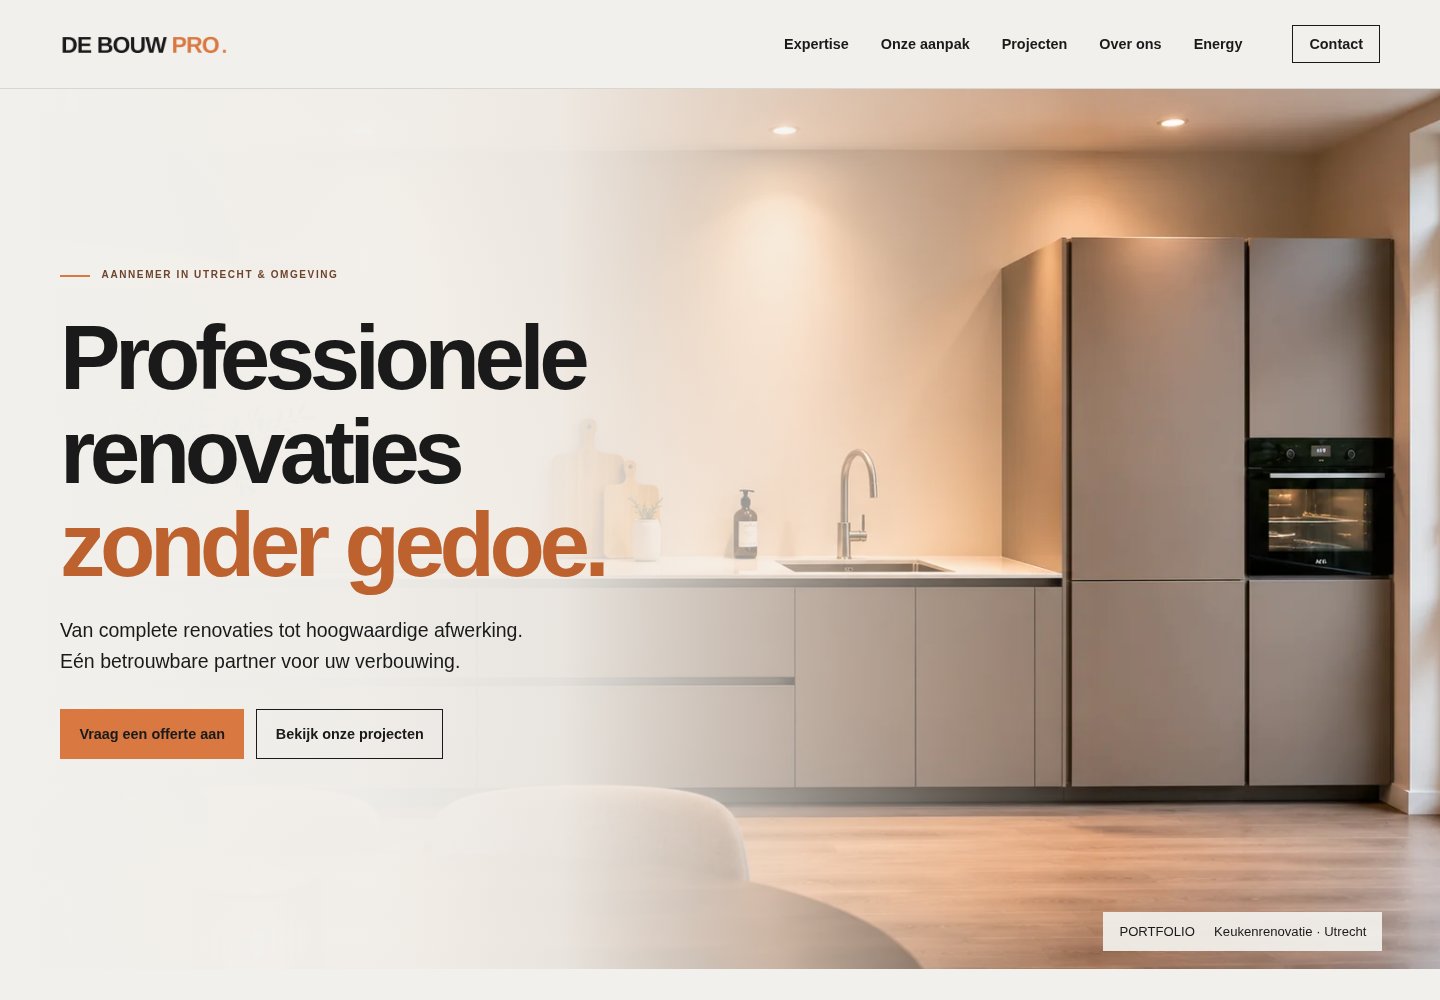 DE BOUW PRO.
Expertise
Onze aanpak
Projecten
Over ons
Energy
Contact
AANNEMER IN UTRECHT & OMGEVING
Professionele
renovaties
zonder gedoe.
Van complete renovaties tot hoogwaardige afwerking.
Eén betrouwbare partner voor uw verbouwing.
Vraag een offerte aan
Bekijk onze projecten
AEG
PORTFOLIO Keukenrenovatie · Utrecht